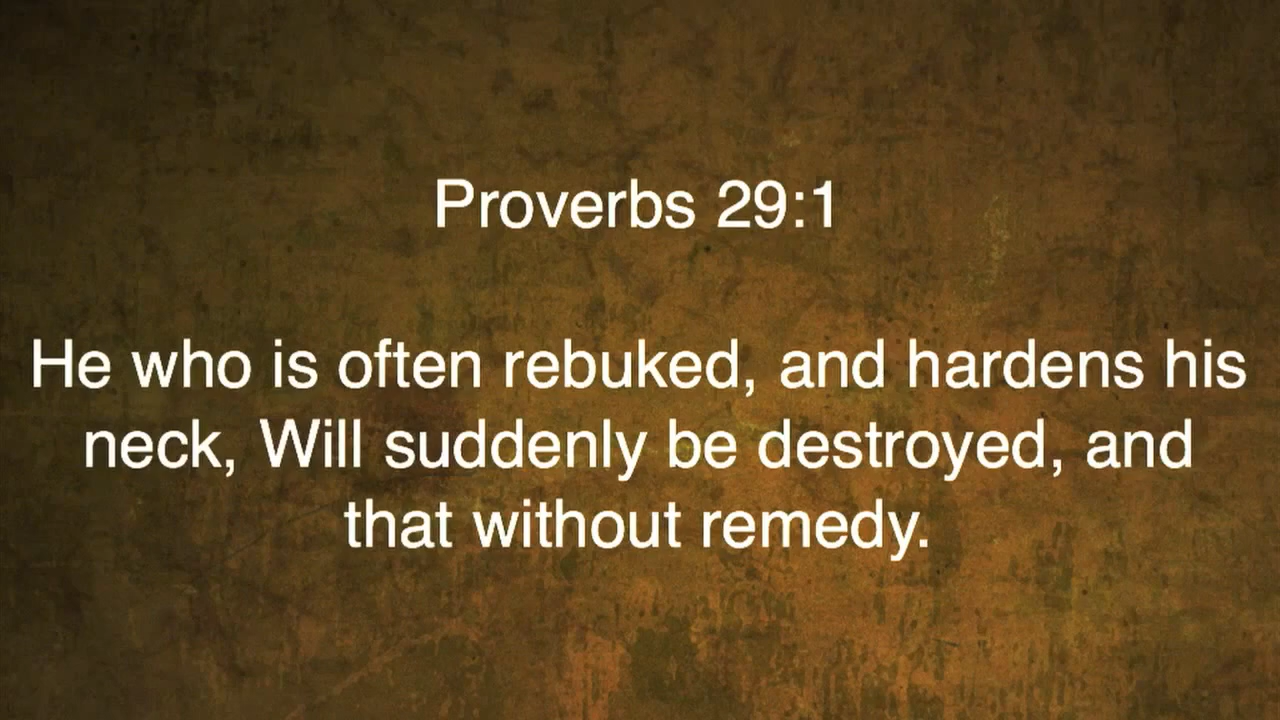 Proverbs 29:1
He who is often rebuked, and hardens his
neck, Will suddenly be destroyed, and
that without remedy.